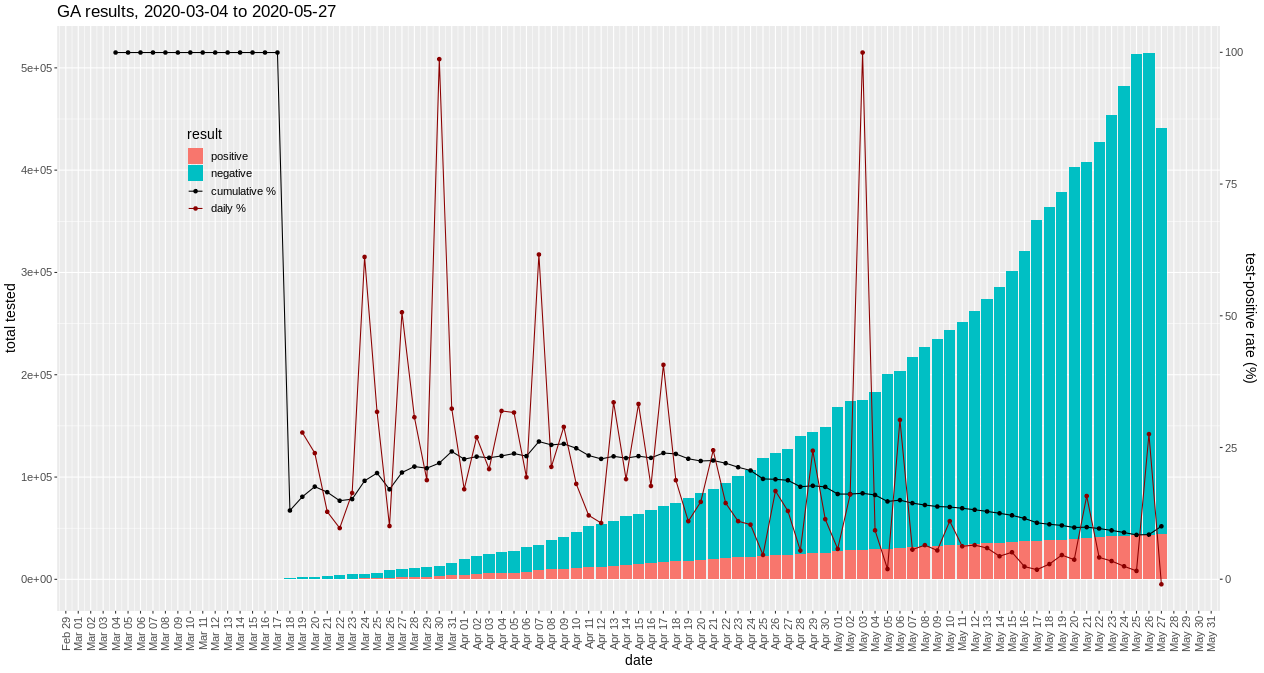 GA results, 2020-03-04 to 2020-05-27
total tested
5e+05
4e+05
3e+05
2e+05
1e+05
0e+00
result
positive
negative
cumulative %
daily %
100
75
50
25
0
test-positive rate (%)
Feb 29
Mar 01
Mar 02
Mar 03
Mar 04
Mar 05
Mar 06
Mar 07
Mar 08
Mar 09
Mar 10
Mar 11
Mar 12
Mar 13
Mar 14
Mar 15
Mar 16
Mar 17
Mar 18
Mar 19
Mar 20
Mar 21
Mar 22
Mar 23
Mar 24
Mar 25
Mar 26
Mar 27
Mar 28
Mar 29
Mar 30
Mar 31
Apr 01
Apr 02
Apr 03
Apr 04
Apr 05
Apr 06
Apr 07
Apr 08
Apr 09
Apr 10
Apr 11
Apr 12
Apr 13
Apr 14
Apr 15
Apr 16
Apr 17
Apr 18
Apr 19
Apr 20
Apr 21
Apr 22
Apr 23
Apr 24
Apr 25
Apr 26
Apr 27
Apr 28
Apr 29
Apr 30
May 01
May 02
May 03
May 04
May 05
May 06
May 07
May 08
May 09
May 10
May 11
May 12
May 13
May 14
May 15
May 16
May 17
May 18
May 19
May 20
May 21
May 22
May 23
May 24
May 25
May 26
May 27
May 28
May 29
May 30
May 31
date